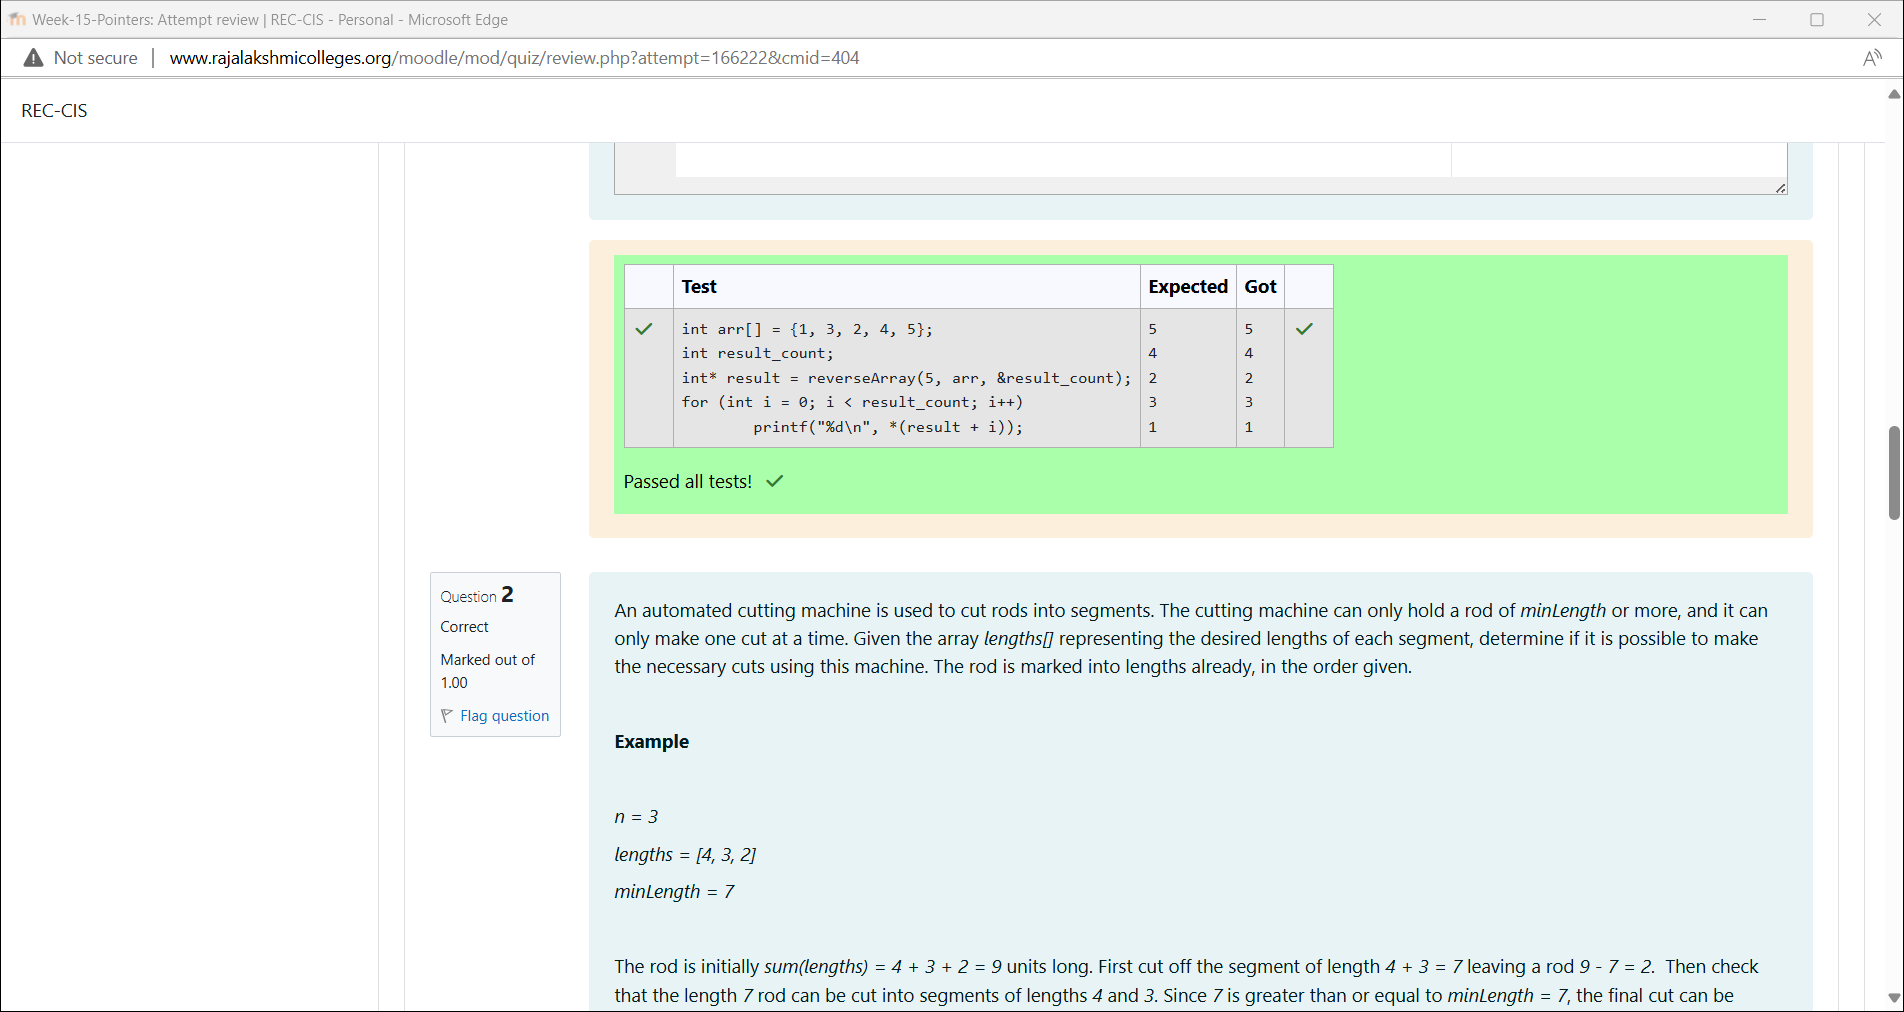 Week-15-Pointers: Attempt review | REC-CIS - Personal - Microsoft Edge
Not secure | www.rajalakshmicolleges.org/moodle/mod/quiz/review.php?attempt=166222&cmid=404
REC-CIS
Test Expected Got
int arr[] = {1, 3, 2, 4, 5}; 5 5
int result_count; 4 4
int* result = reverseArray(5, arr, &result_count); 2 2
for (int i = 0; i < result_count; i++) 3 3
printf("%d\n", *(result + i)); 1 1
Passed all tests!
Question 2
Correct
Marked out of
1.00
Flag question
An automated cutting machine is used to cut rods into segments. The cutting machine can only hold a rod of minLength or more, and it can
only make one cut at a time. Given the array lengths[] representing the desired lengths of each segment, determine if it is possible to make
the necessary cuts using this machine. The rod is marked into lengths already, in the order given.
Example
n = 3
lengths = [4, 3, 2]
minLength = 7
The rod is initially sum(lengths) = 4 + 3 + 2 = 9 units long. First cut off the segment of length 4 + 3 = 7 leaving a rod 9 - 7 = 2. Then check
that the length 7 rod can be cut into segments of lengths 4 and 3. Since 7 is greater than or equal to minLength = 7, the final cut can be